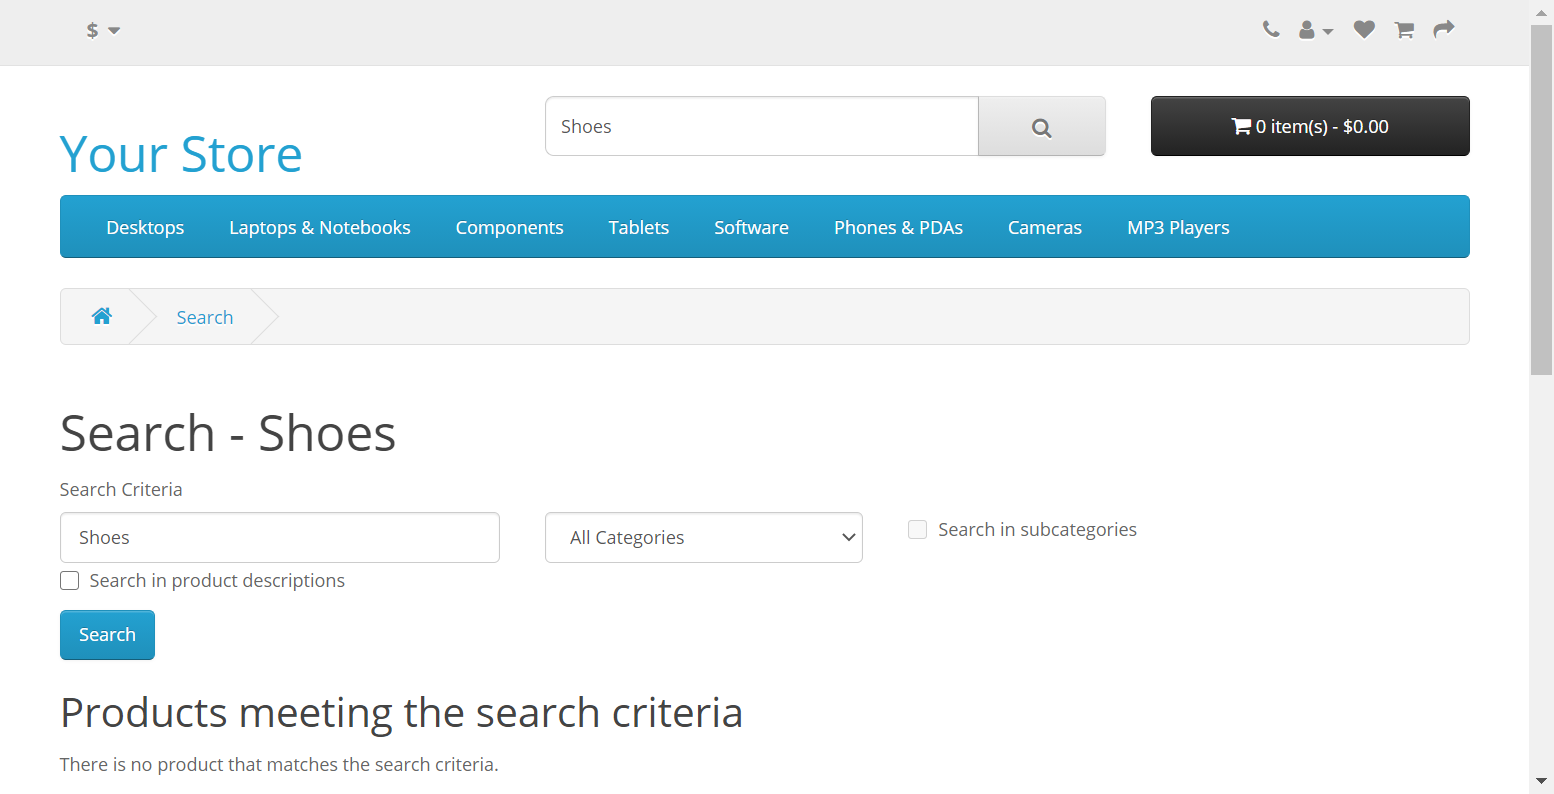 $
Shoes
0 item(s) - $0.00
Your Store
Desktops Laptops & Notebooks Components Tablets Software Phones & PDAs Cameras MP3 Players
Search
Search - Shoes
Search Criteria
Shoes
All Categories
Search in subcategories
Search in product descriptions
Search
Products meeting the search criteria
There is no product that matches the search criteria.